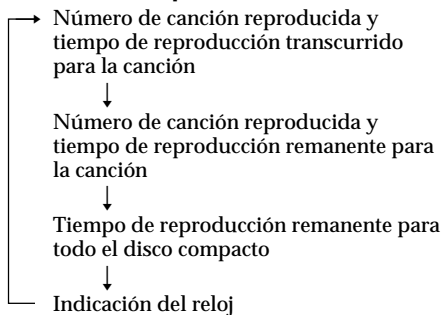 Número de canción reproducida y
tiempo de reproducción transcurrido
para la canción
Número de canción reproducida y
tiempo de reproducción remanente para
la canción
Tiempo de reproducción remanente para
todo el disco compacto
Indicación del reloj